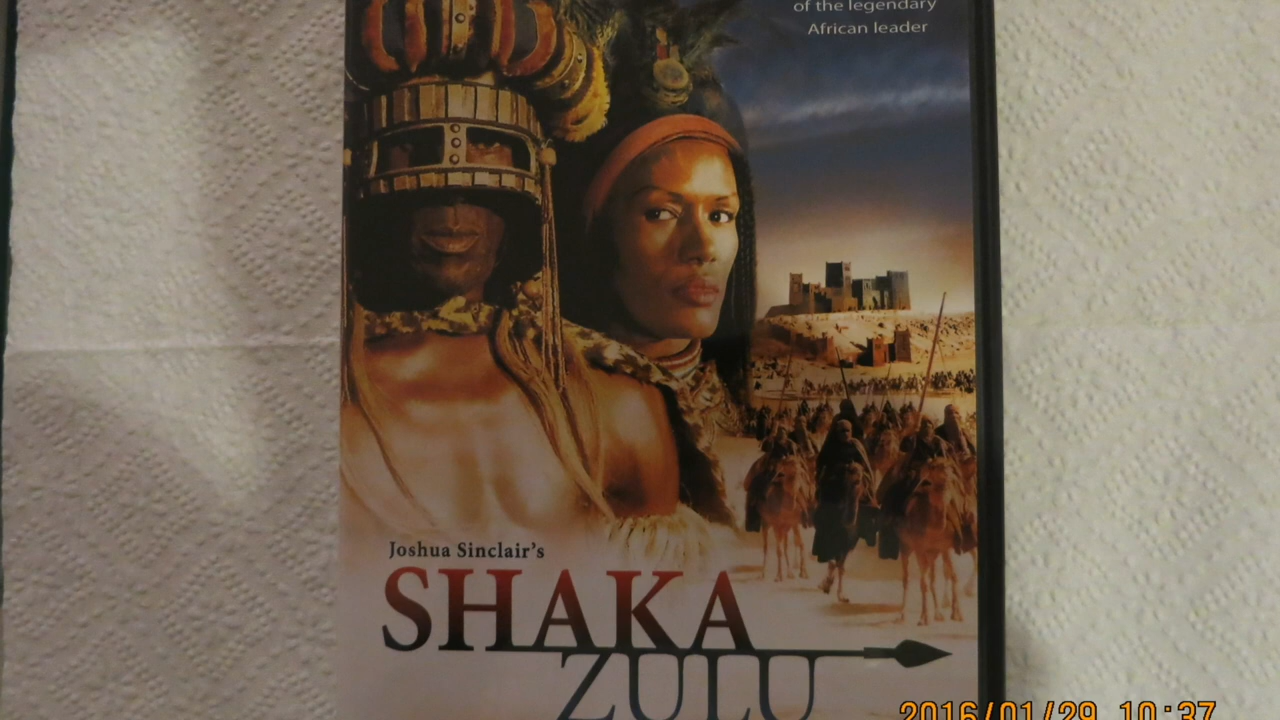 of the legendary
African leader
Joshua Sinclair's
SHAKA
ZULU
2016/01/29 10:37